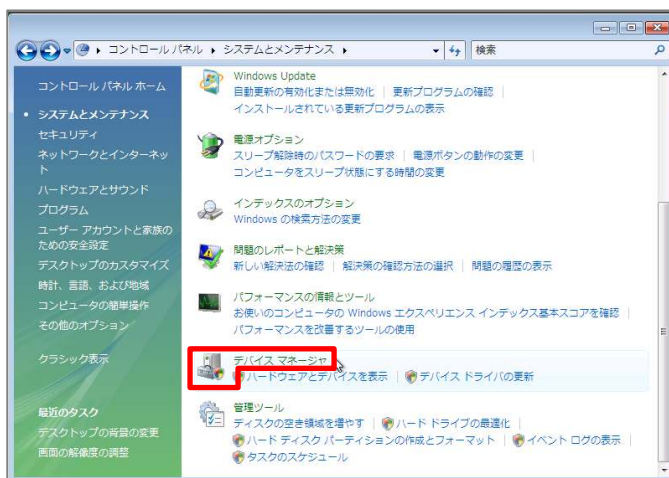 コントロール パネル ▸ システムとメンテナンス ▸
検索
コントロール パネル ホーム
システムとメンテナンス
セキュリティ
ネットワークとインターネッ
ト
ハードウェアとサウンド
プログラム
ユーザー アカウントと家族の
ための安全設定
デスクトップのカスタマイズ
時計、言語、および地域
コンピュータの簡単操作
その他のオプション
クラシック表示
最近のタスク
デスクトップの背景の変更
画面の解像度の調整
Windows Update
自動更新の有効化または無効化 | 更新プログラムの確認 |
インストールされている更新プログラムの表示
電源オプション
スリープ解除時のパスワードの要求 | 電源ボタンの動作の変更 |
コンピュータをスリープ状態にする時間の変更
インデックスのオプション
Windows の検索方法の変更
問題のレポートと解決策
新しい解決法の確認 | 解決策の確認方法の選択 | 問題の履歴の表示
パフォーマンスの情報とツール
お使いのコンピュータの Windows エクスペリエンス インデックス基本スコアを確認 |
パフォーマンスを改善するツールの使用
デバイス マネージャ
ハードウェアとデバイスを表示 | デバイス ドライバの更新
管理ツール
ディスクの空き領域を増やす | ハード ドライブの最適化 |
ハード ディスク パーティションの作成とフォーマット | イベント ログの表示 |
タスクのスケジュール